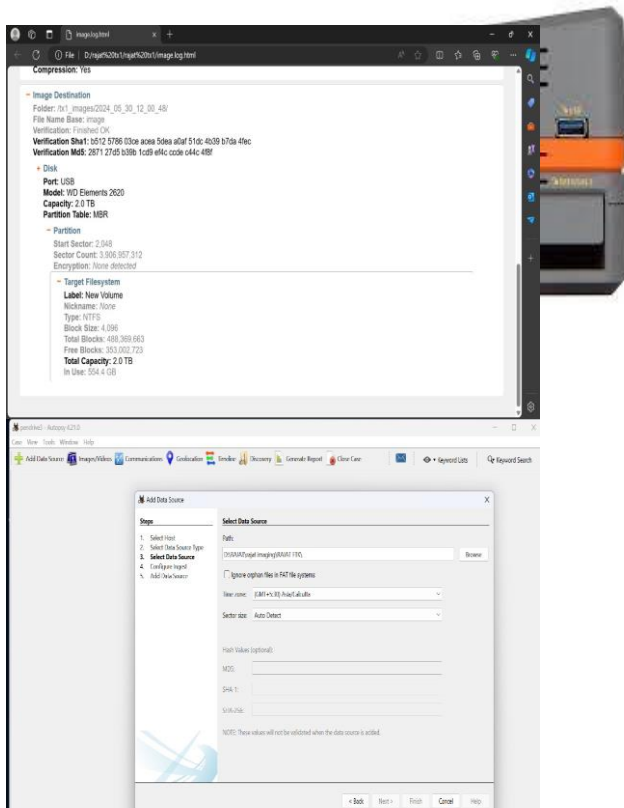 image.log.html
File
D:/rajat%20tx1/rajat%20tx1/image.log.html
Compression: Yes
Image Destination
Folder: /tx1_images/2024_05_30_12_00_48/
File Name Base: image
Verification: Finished OK
Verification Sha1: b512 5786 03ce acea 5dea a0af 51dc 4b39 b7da 4fec
Verification Md5: 2871 27d5 b39b 1cd9 ef4c ccde c44c 4f8f
Disk
Port: USB
Model: WD Elements 2620
Capacity: 2.0 TB
Partition Table: MBR
Partition
Start Sector: 2,048
Sector Count: 3,906,957,312
Encryption: None detected
Target Filesystem
Label: New Volume
Nickname: None
Type: NTFS
Block Size: 4,096
Total Blocks: 488,369,663
Free Blocks: 353,002,723
Total Capacity: 2.0 TB
In Use: 554.4 GB
pendrive3 - Autopsy 4.21.0
Case View Tools Window Help
Add Data Source Images/Videos Communications Geolocation Timeline Discovery Generate Report Close Case Keyword Lists Keyword Search
Add Data Source
Steps
1. Select Host
2. Select Data Source Type
3. Select Data Source
4. Configure Ingest
5. Add Data Source
Select Data Source
Path:
Browse
Ignore orphan files in FAT file systems
Time zone: (GMT+5:30) Asia/Calcutta
Sector size: Auto Detect
Hash Values (optional):
MD5:
SHA-1:
SHA-256:
NOTE: These values will not be validated when the data source is added.
< Back Next > Finish Cancel Help